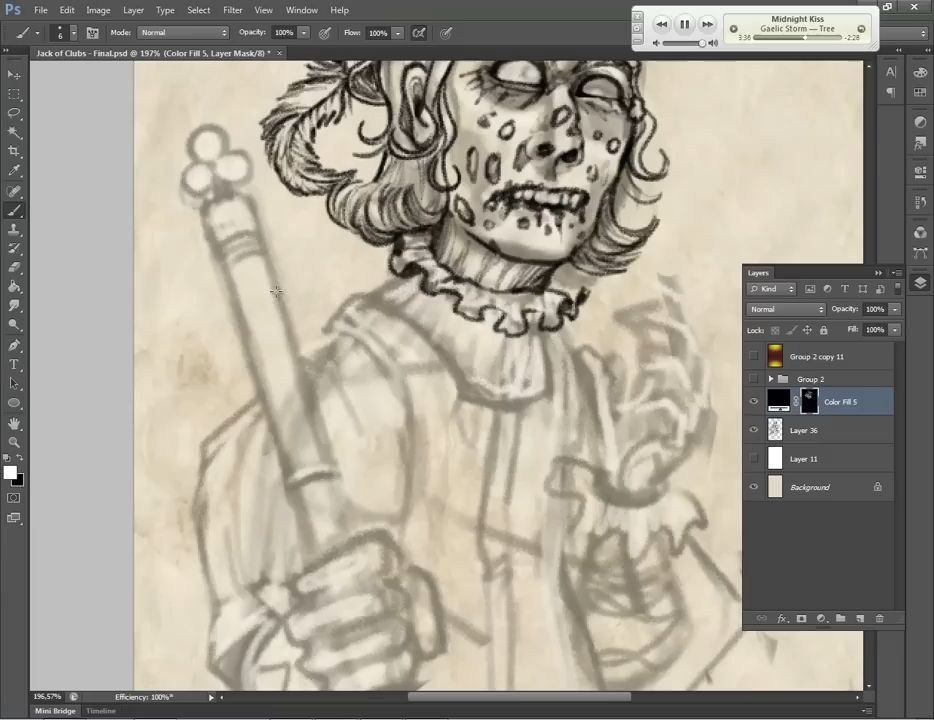 Ps File Edit Image Layer Type Select Filter View Window Help
6 Mode: Normal Opacity: 100% Flow: 100%
Midnight Kiss
Gaelic Storm — Tree
3:36 -2:28
Jack of Clubs - Final.psd @ 197% (Color Fill 5, Layer Mask/8) * ×
Layers
Kind
Normal Opacity: 100%
Lock: Fill: 100%
Group 2 copy 11
Group 2
Color Fill 5
Layer 36
Layer 11
Background
196,57% Efficiency: 100%*
Mini Bridge Timeline